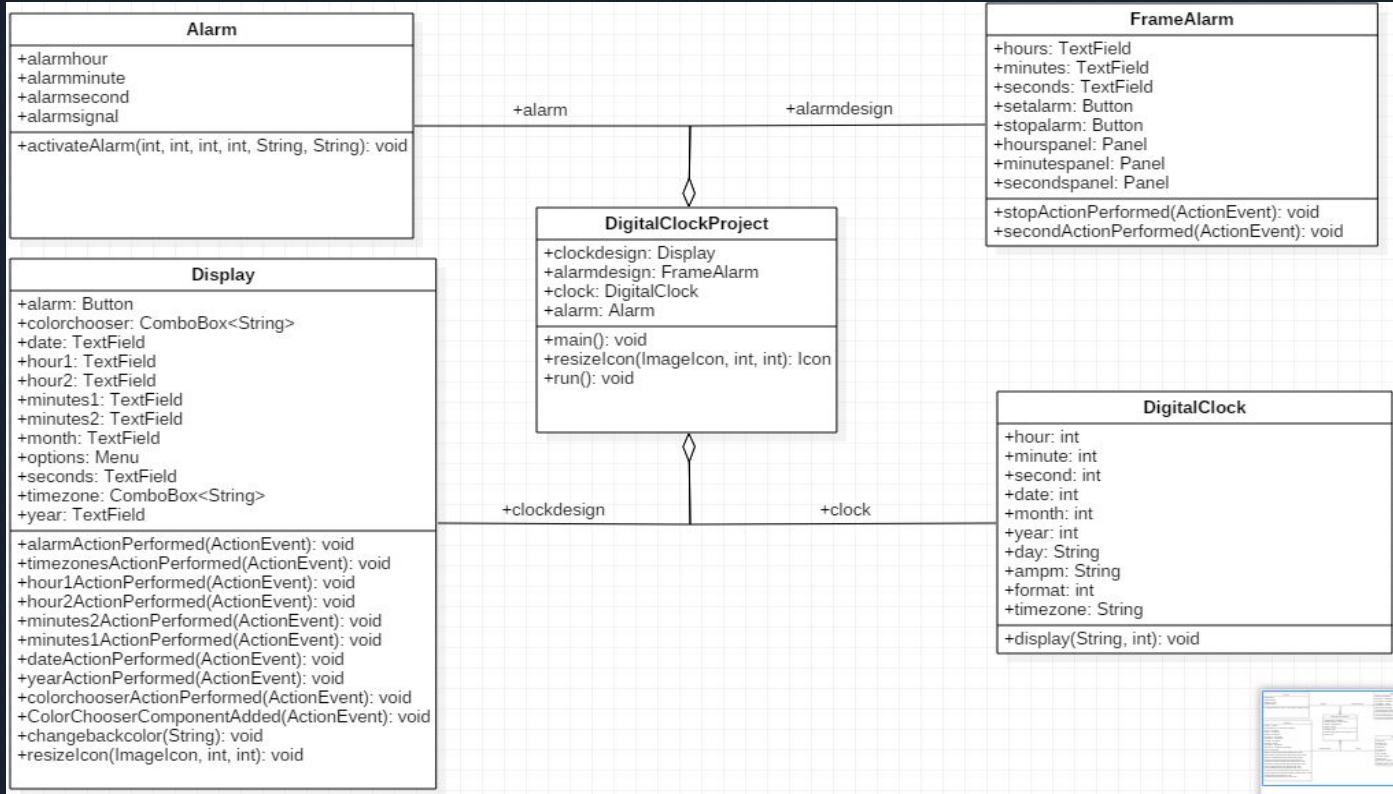 Alarm
+alarmhour
+alarmminute
+alarmsecond
+alarmsignal
+activateAlarm(int, int, int, int, String, String): void
+alarm
+alarmdesign
FrameAlarm
+hours: TextField
+minutes: TextField
+seconds: TextField
+setalarm: Button
+stopalarm: Button
+hourspanel: Panel
+minutespanel: Panel
+secondspanel: Panel
+stopActionPerformed(ActionEvent): void
+secondActionPerformed(ActionEvent): void
DigitalClockProject
+clockdesign: Display
+alarmdesign: FrameAlarm
+clock: DigitalClock
+alarm: Alarm
+main(): void
+resizeIcon(ImageIcon, int, int): Icon
+run(): void
Display
+alarm: Button
+colorchooser: ComboBox<String>
+date: TextField
+hour1: TextField
+hour2: TextField
+minutes1: TextField
+minutes2: TextField
+month: TextField
+options: Menu
+seconds: TextField
+timezone: ComboBox<String>
+year: TextField
+alarmActionPerformed(ActionEvent): void
+timezonesActionPerformed(ActionEvent): void
+hour1ActionPerformed(ActionEvent): void
+hour2ActionPerformed(ActionEvent): void
+minutes2ActionPerformed(ActionEvent): void
+minutes1ActionPerformed(ActionEvent): void
+dateActionPerformed(ActionEvent): void
+yearActionPerformed(ActionEvent): void
+colorchooserActionPerformed(ActionEvent): void
+ColorChooserComponentAdded(ActionEvent): void
+changebackcolor(String): void
+resizeIcon(ImageIcon, int, int): void
+clockdesign
+clock
DigitalClock
+hour: int
+minute: int
+second: int
+date: int
+month: int
+year: int
+day: String
+ampm: String
+format: int
+timezone: String
+display(String, int): void